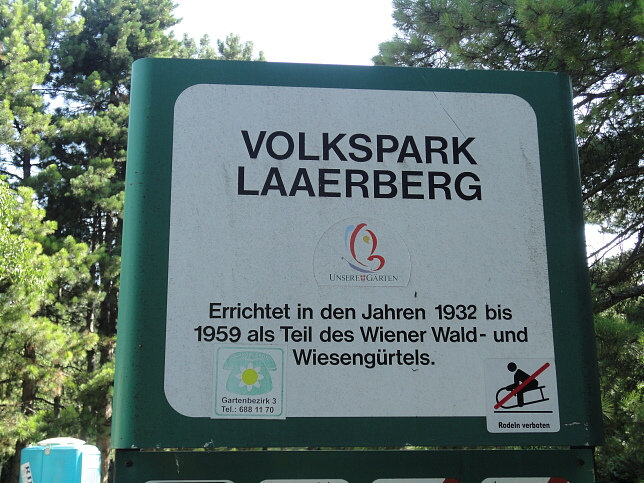 VOLKSPARK
LAAERBERG
UNSERE GÄRTEN
Errichtet in den Jahren 1932 bis
1959 als Teil des Wiener Wald- und
Wiesengürtels.
Gartenbezirk 3
Tel.: 688 11 70
Rodeln verboten